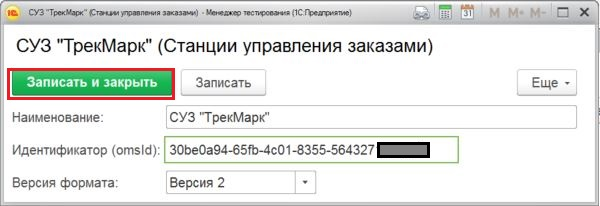 СУЗ "ТрекМарк" (Станции управления заказами) - Менеджер тестирования (1С:Предприятие)
M M+ M-
СУЗ "ТрекМарк" (Станции управления заказами)
Записать и закрыть Записать Еще
Наименование: СУЗ "ТрекМарк"
Идентификатор (omsId): 30be0a94-65fb-4c01-8355-564327
Версия формата: Версия 2